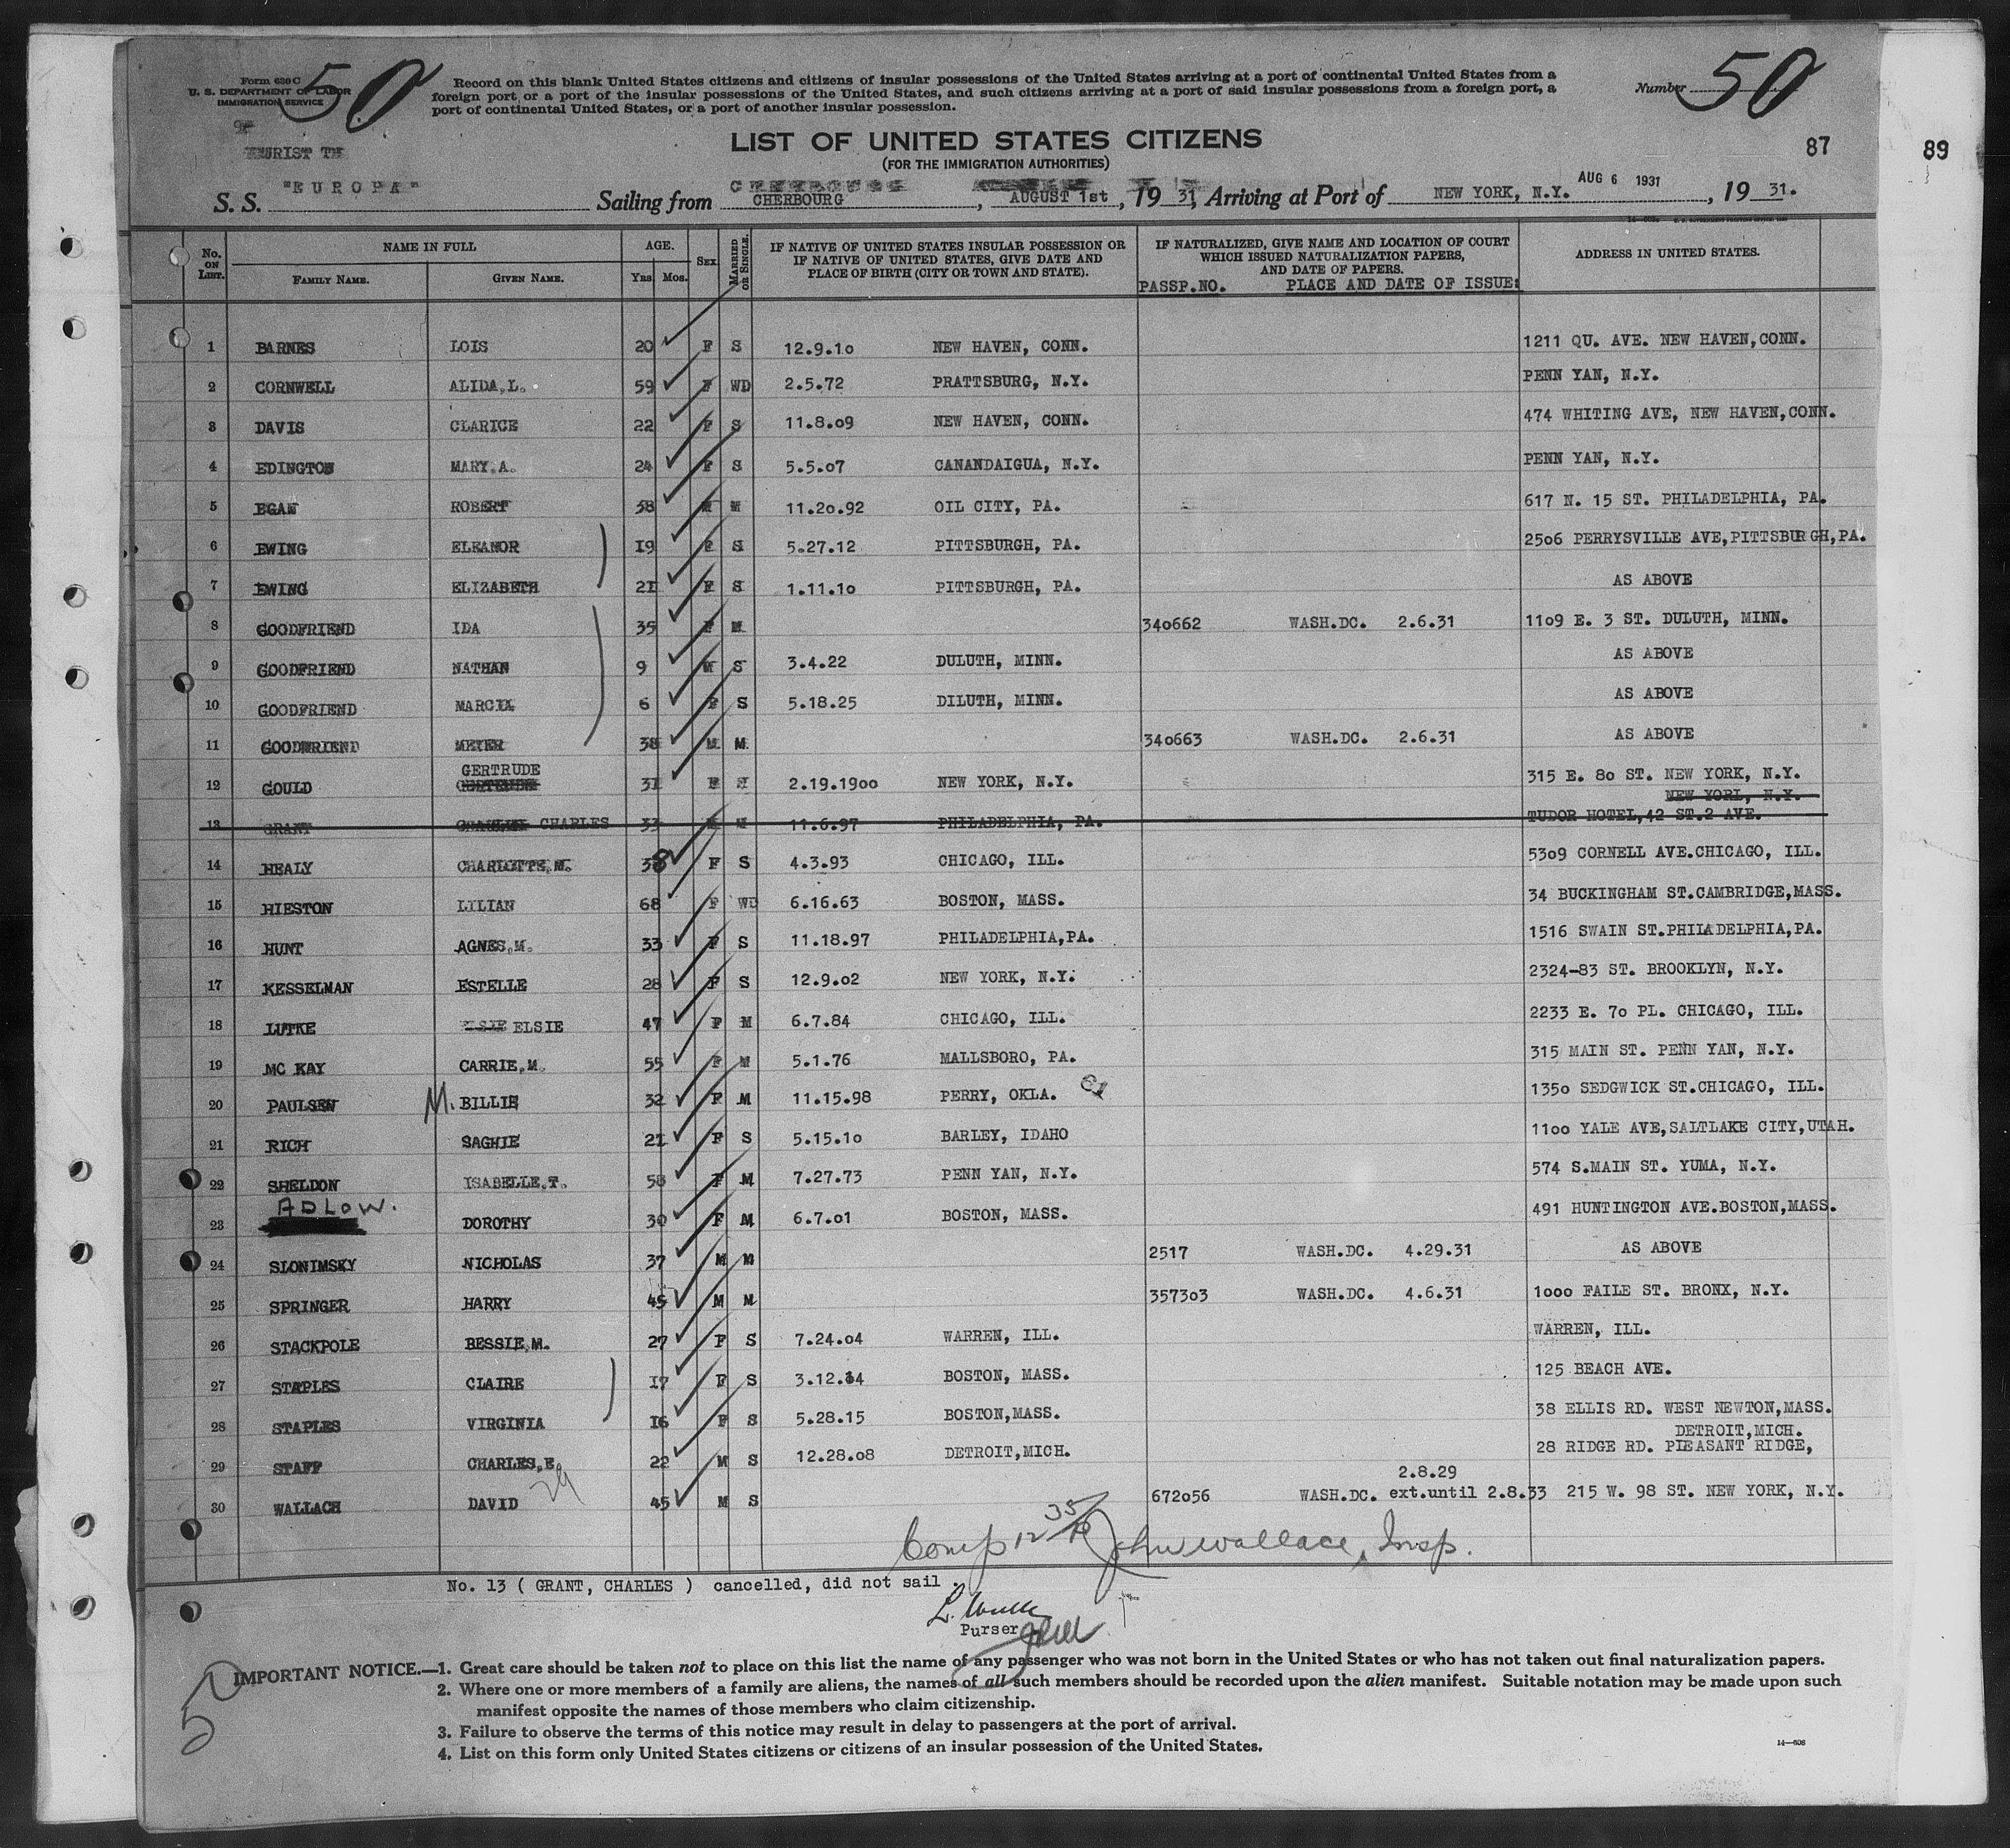 50
Form 630 C
U. S. DEPARTMENT OF LABOR
IMMIGRATION SERVICE
Record on this blank United States citizens and citizens of insular possessions of the United States arriving at a port of continental United States from a
foreign port or a port of the insular possessions of the United States, and such citizens arriving at a port of said insular possessions from a foreign port, a
port of continental United States, or a port of another insular possession.
Number 50
LIST OF UNITED STATES CITIZENS
(FOR THE IMMIGRATION AUTHORITIES)
87
89
S. S. "EUROPA" Sailing from CHERBOURG, AUGUST 1st, 19 31, Arriving at Port of NEW YORK, N.Y. AUG 6 1931, 19 31.
No. ON LIST. NAME IN FULL FAMILY NAME. GIVEN NAME. AGE. Yrs. Mos. SEX MARRIED OR SINGLE. IF NATIVE OF UNITED STATES INSULAR POSSESSION OR IF NATIVE OF UNITED STATES, GIVE DATE AND PLACE OF BIRTH (CITY OR TOWN AND STATE). IF NATURALIZED, GIVE NAME AND LOCATION OF COURT WHICH ISSUED NATURALIZATION PAPERS, AND DATE OF PAPERS. ADDRESS IN UNITED STATES.
PASSP.NO. PLACE AND DATE OF ISSUE:
1 BARNES LOIS 20 F S 12.9.10 NEW HAVEN, CONN. 1211 QU. AVE. NEW HAVEN,CONN.
2 CORNWELL ALIDA,L. 59 F WD 2.5.72 PRATTSBURG, N.Y. PENN YAN, N.Y.
3 DAVIS CLARICE 22 F S 11.8.09 NEW HAVEN, CONN. 474 WHITING AVE, NEW HAVEN,CONN.
4 EDINGTON MARY.A. 24 F S 5.5.07 CANANDAIGUA, N.Y. PENN YAN, N.Y.
5 EGAN ROBERT 38 M M 11.20.92 OIL CITY, PA. 617 N. 15 ST. PHILADELPHIA, PA.
6 EWING ELEANOR 19 F S 5.27.12 PITTSBURGH, PA. 2506 PERRYSVILLE AVE,PITTSBURGH,PA.
7 EWING ELIZABETH 21 F S 1.11.10 PITTSBURGH, PA. AS ABOVE
8 GOODFRIEND IDA 35 F M 340662 WASH.DC. 2.6.31 1109 E. 3 ST. DULUTH, MINN.
9 GOODFRIEND NATHAN 9 M S 3.4.22 DULUTH, MINN. AS ABOVE
10 GOODFRIEND 6 F S 5.18.25 DILUTH, MINN. AS ABOVE
11 GOODFRIEND MEYER 38 M M 340663 WASH.DC. 2.6.31 AS ABOVE
12 GOULD GERTRUDE 31 F 2.19.1900 NEW YORK, N.Y. 315 E. 80 ST. NEW YORK, N.Y.
NEW YORL, N.Y.
13 GRANT CHARLES 33 M M 11.6.97 PHILADELPHIA, PA. TUDOR HOTEL,42 ST.2 AVE.
14 HEALY CHARLOTTE,M. 38 F S 4.3.93 CHICAGO, ILL. 5309 CORNELL AVE.CHICAGO, ILL.
15 HIESTON LILIAN 68 F WD 6.16.63 BOSTON, MASS. 34 BUCKINGHAM ST.CAMBRIDGE,MASS.
16 HUNT AGNES,M. 33 F S 11.18.97 PHILADELPHIA,PA. 1516 SWAIN ST.PHILADELPHIA,PA.
17 KESSELMAN ESTELLE 28 F S 12.9.02 NEW YORK, N.Y. 2324-83 ST. BROOKLYN, N.Y.
18 LUTKE ELSIE ELSIE 47 F M 6.7.84 CHICAGO, ILL. 2233 E. 70 PL. CHICAGO, ILL.
19 MC KAY CARRIE,M. 55 F M 5.1.76 MALLSBORO, PA. 315 MAIN ST. PENN YAN, N.Y.
20 PAULSEN M. BILLIE 32 F M 11.15.98 PERRY, OKLA. 61 1350 SEDGWICK ST.CHICAGO, ILL.
21 RICH SAGHIE 21 F S 5.15.10 BARLEY, IDAHO 1100 YALE AVE,SALTLAKE CITY,UTAH.
22 SHELDON ISABELLE,T. 58 F M 7.27.73 PENN YAN, N.Y. 574 S.MAIN ST. YUMA, N.Y.
ADLOW.
23 DOROTHY 30 F M 6.7.01 BOSTON, MASS. 491 HUNTINGTON AVE.BOSTON,MASS.
24 SLONIMSKY NICHOLAS 37 M M 2517 WASH.DC. 4.29.31 AS ABOVE
25 SPRINGER HARRY 45 M M 357303 WASH.DC. 4.6.31 1000 FAILE ST. BRONX, N.Y.
26 STACKPOLE BESSIE,M. 27 F S 7.24.04 WARREN, ILL. WARREN, ILL.
27 STAPLES CLAIRE 17 F S 3.12.14 BOSTON, MASS. 125 BEACH AVE.
28 STAPLES VIRGINIA 16 F S 5.28.15 BOSTON,MASS. 38 ELLIS RD. WEST NEWTON,MASS.
DETROIT,MICH.
29 STAFF CHARLES,E. 22 M S 12.28.08 DETROIT,MICH. 28 RIDGE RD. PLEASANT RIDGE,
29
2.8.29
30 WALLACH DAVID 45 M S 672056 WASH.DC. ext.until 2.8.33 215 W. 98 ST. NEW YORK, N.Y.
Comp 12 35 John Wallace, Insp.
No. 13 ( GRANT, CHARLES ) cancelled, did not sail.
Purser
50
IMPORTANT NOTICE.—1. Great care should be taken not to place on this list the name of any passenger who was not born in the United States or who has not taken out final naturalization papers.
2. Where one or more members of a family are aliens, the names of all such members should be recorded upon the alien manifest. Suitable notation may be made upon such
manifest opposite the names of those members who claim citizenship.
3. Failure to observe the terms of this notice may result in delay to passengers at the port of arrival.
4. List on this form only United States citizens or citizens of an insular possession of the United States.
14—608